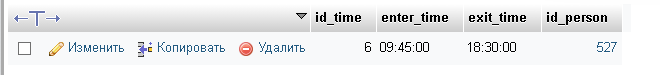 id_time enter_time exit_time id_person
Изменить Копировать Удалить 6 09:45:00 18:30:00 527